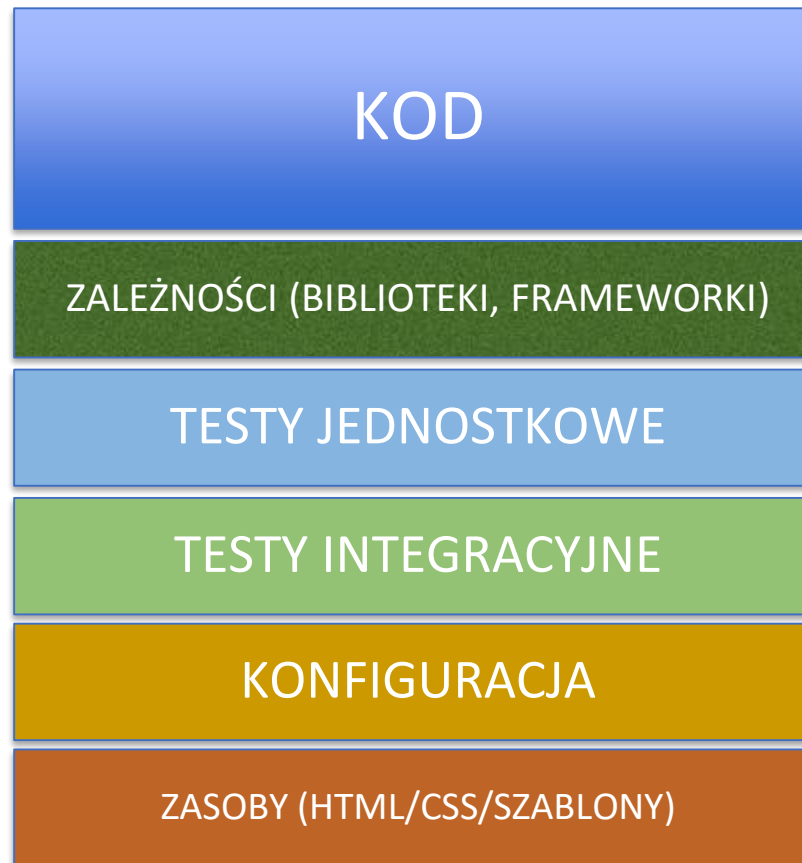 KOD
ZALEŻNOŚCI (BIBLIOTEKI, FRAMEWORKI)
TESTY JEDNOSTKOWE
TESTY INTEGRACYJNE
KONFIGURACJA
ZASOBY (HTML/CSS/SZABLONY)